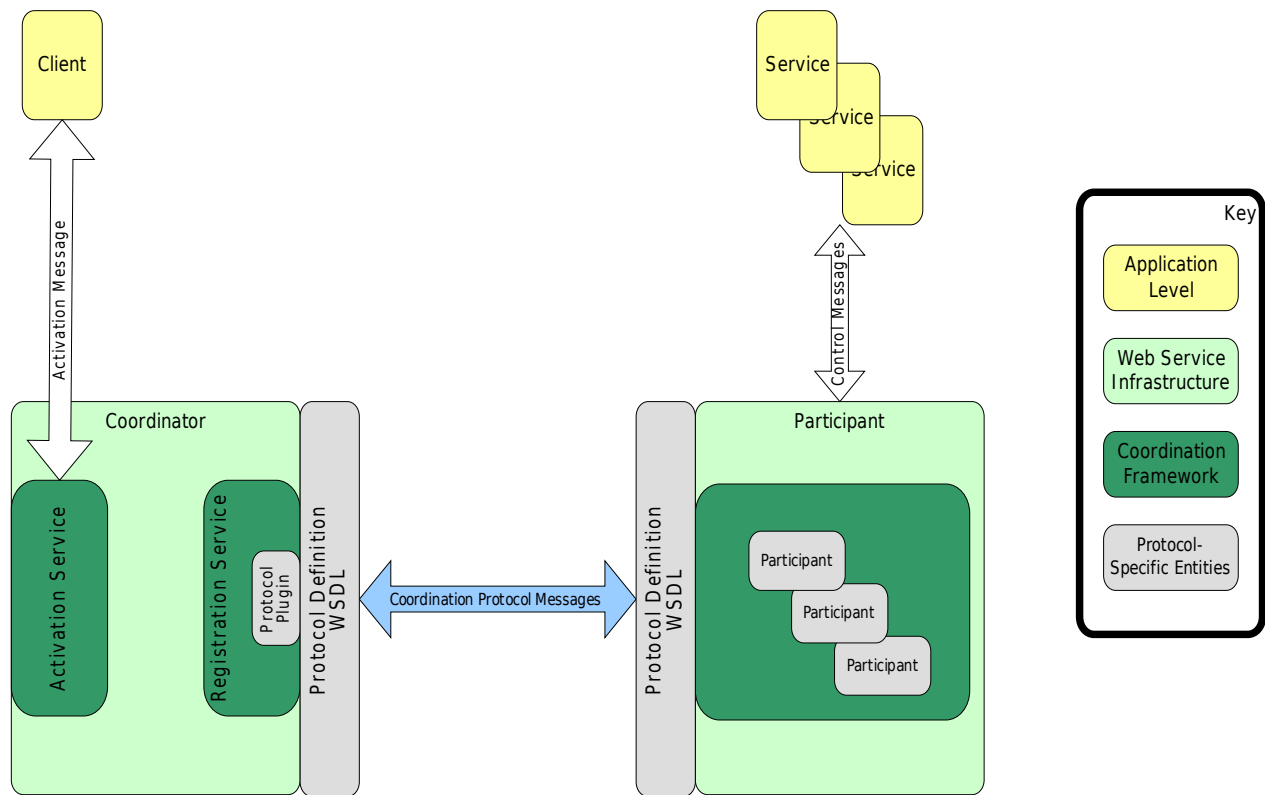 Client
Service
Service
Service
Activation Message
Control Messages
Key
Application
Level
Web Service
Infrastructure
Coordination
Framework
Protocol-
Specific Entities
Coordinator
Activation Service
Registration Service
Protocol
Plugin
Protocol Definition
WSDL
Coordination Protocol Messages
Protocol Definition
WSDL
Participant
Participant
Participant
Participant